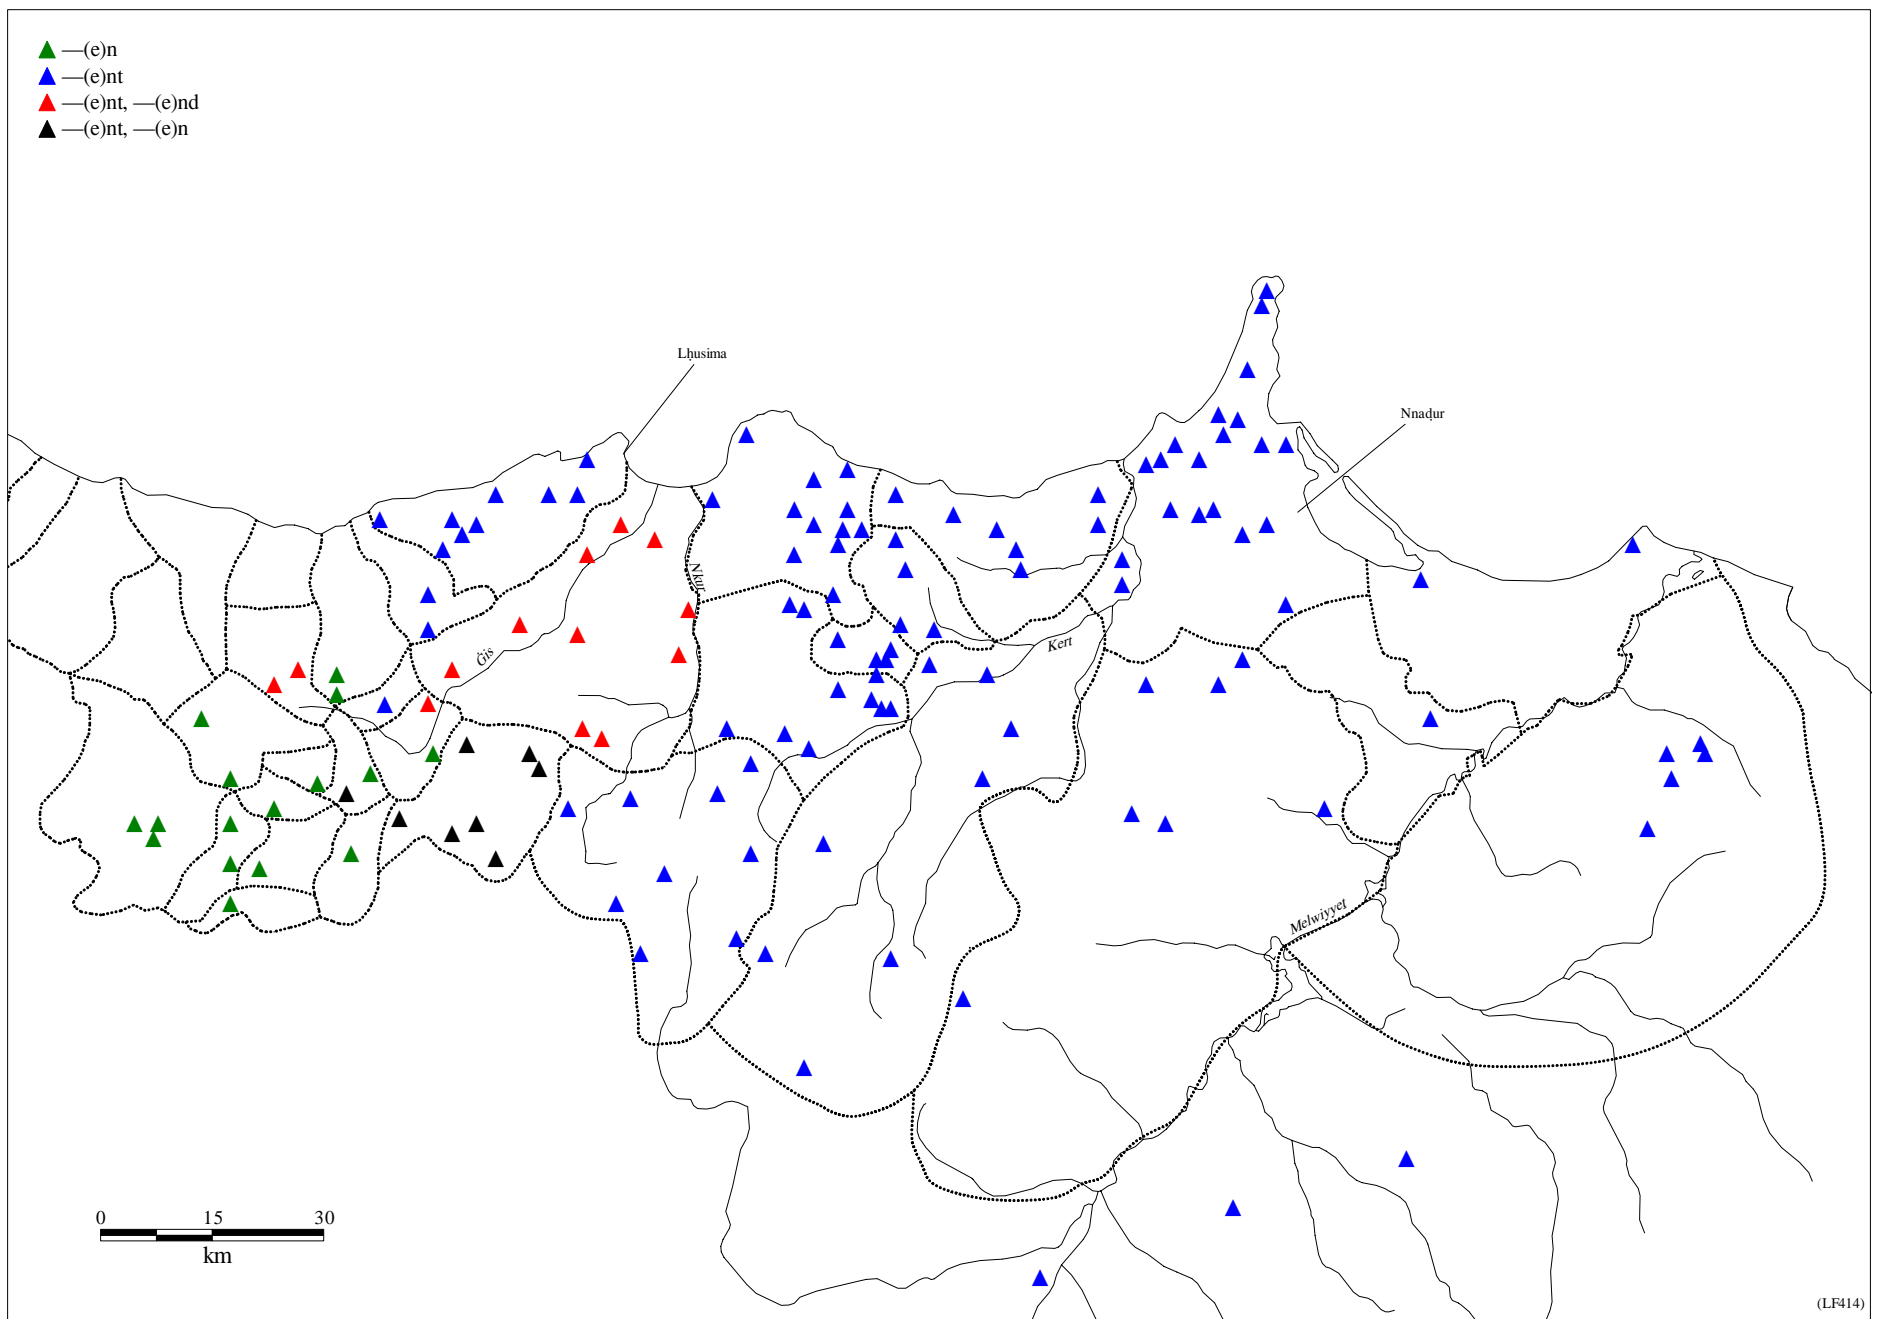 —(e)n
—(e)nt
—(e)nt, —(e)nd
—(e)nt, —(e)n
Lḥusima
Nnaḍur
Nkur
Ġis
Kert
Melwiyyet
0 15 30
km
(LF414)